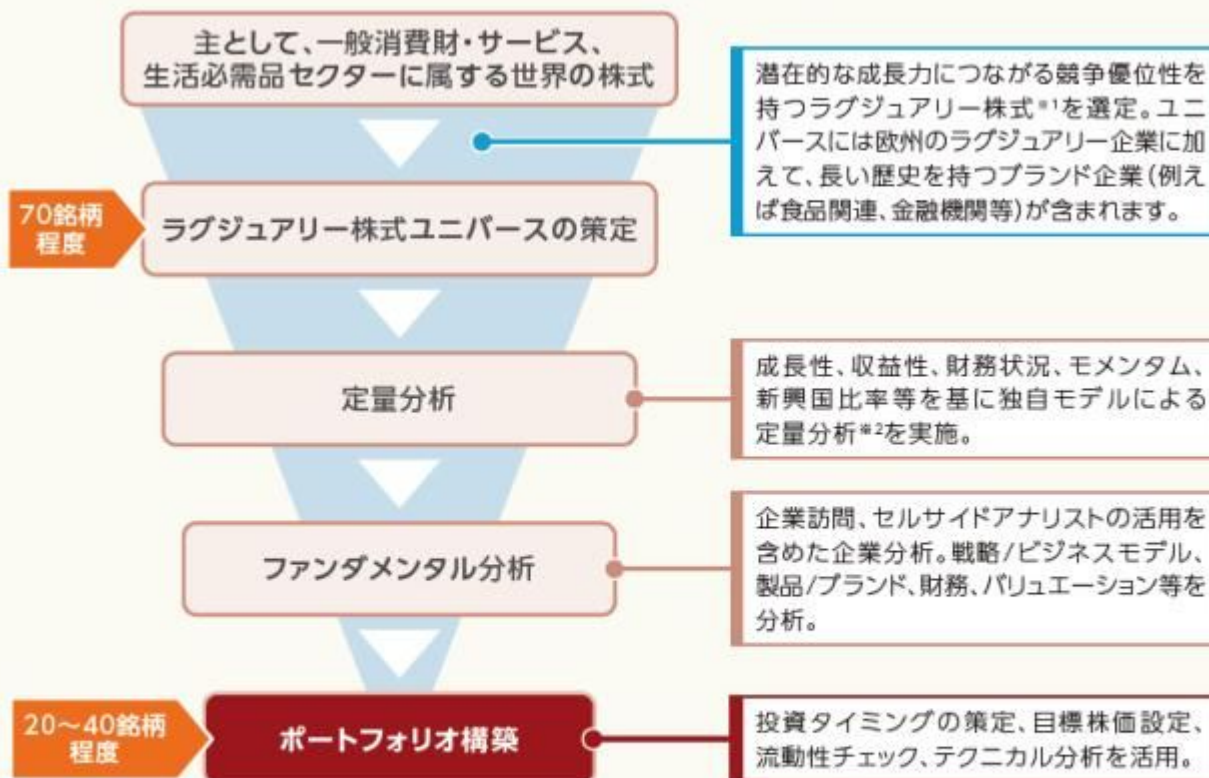 主として、一般消費財・サービス、
生活必需品セクターに属する世界の株式
潜在的な成長力につながる競争優位性を
持つラグジュアリー株式※1を選定。ユニ
バースには欧州のラグジュアリー企業に加
えて、長い歴史を持つブランド企業(例え
ば食品関連、金融機関等)が含まれます。
70銘柄
程度
ラグジュアリー株式ユニバースの策定
定量分析
成長性、収益性、財務状況、モメンタム、
新興国比率等を基に独自モデルによる
定量分析※2を実施。
ファンダメンタル分析
企業訪問、セルサイドアナリストの活用を
含めた企業分析。戦略/ビジネスモデル、
製品/ブランド、財務、バリュエーション等を
分析。
20～40銘柄
程度
ポートフォリオ構築
投資タイミングの策定、目標株価設定、
流動性チェック、テクニカル分析を活用。